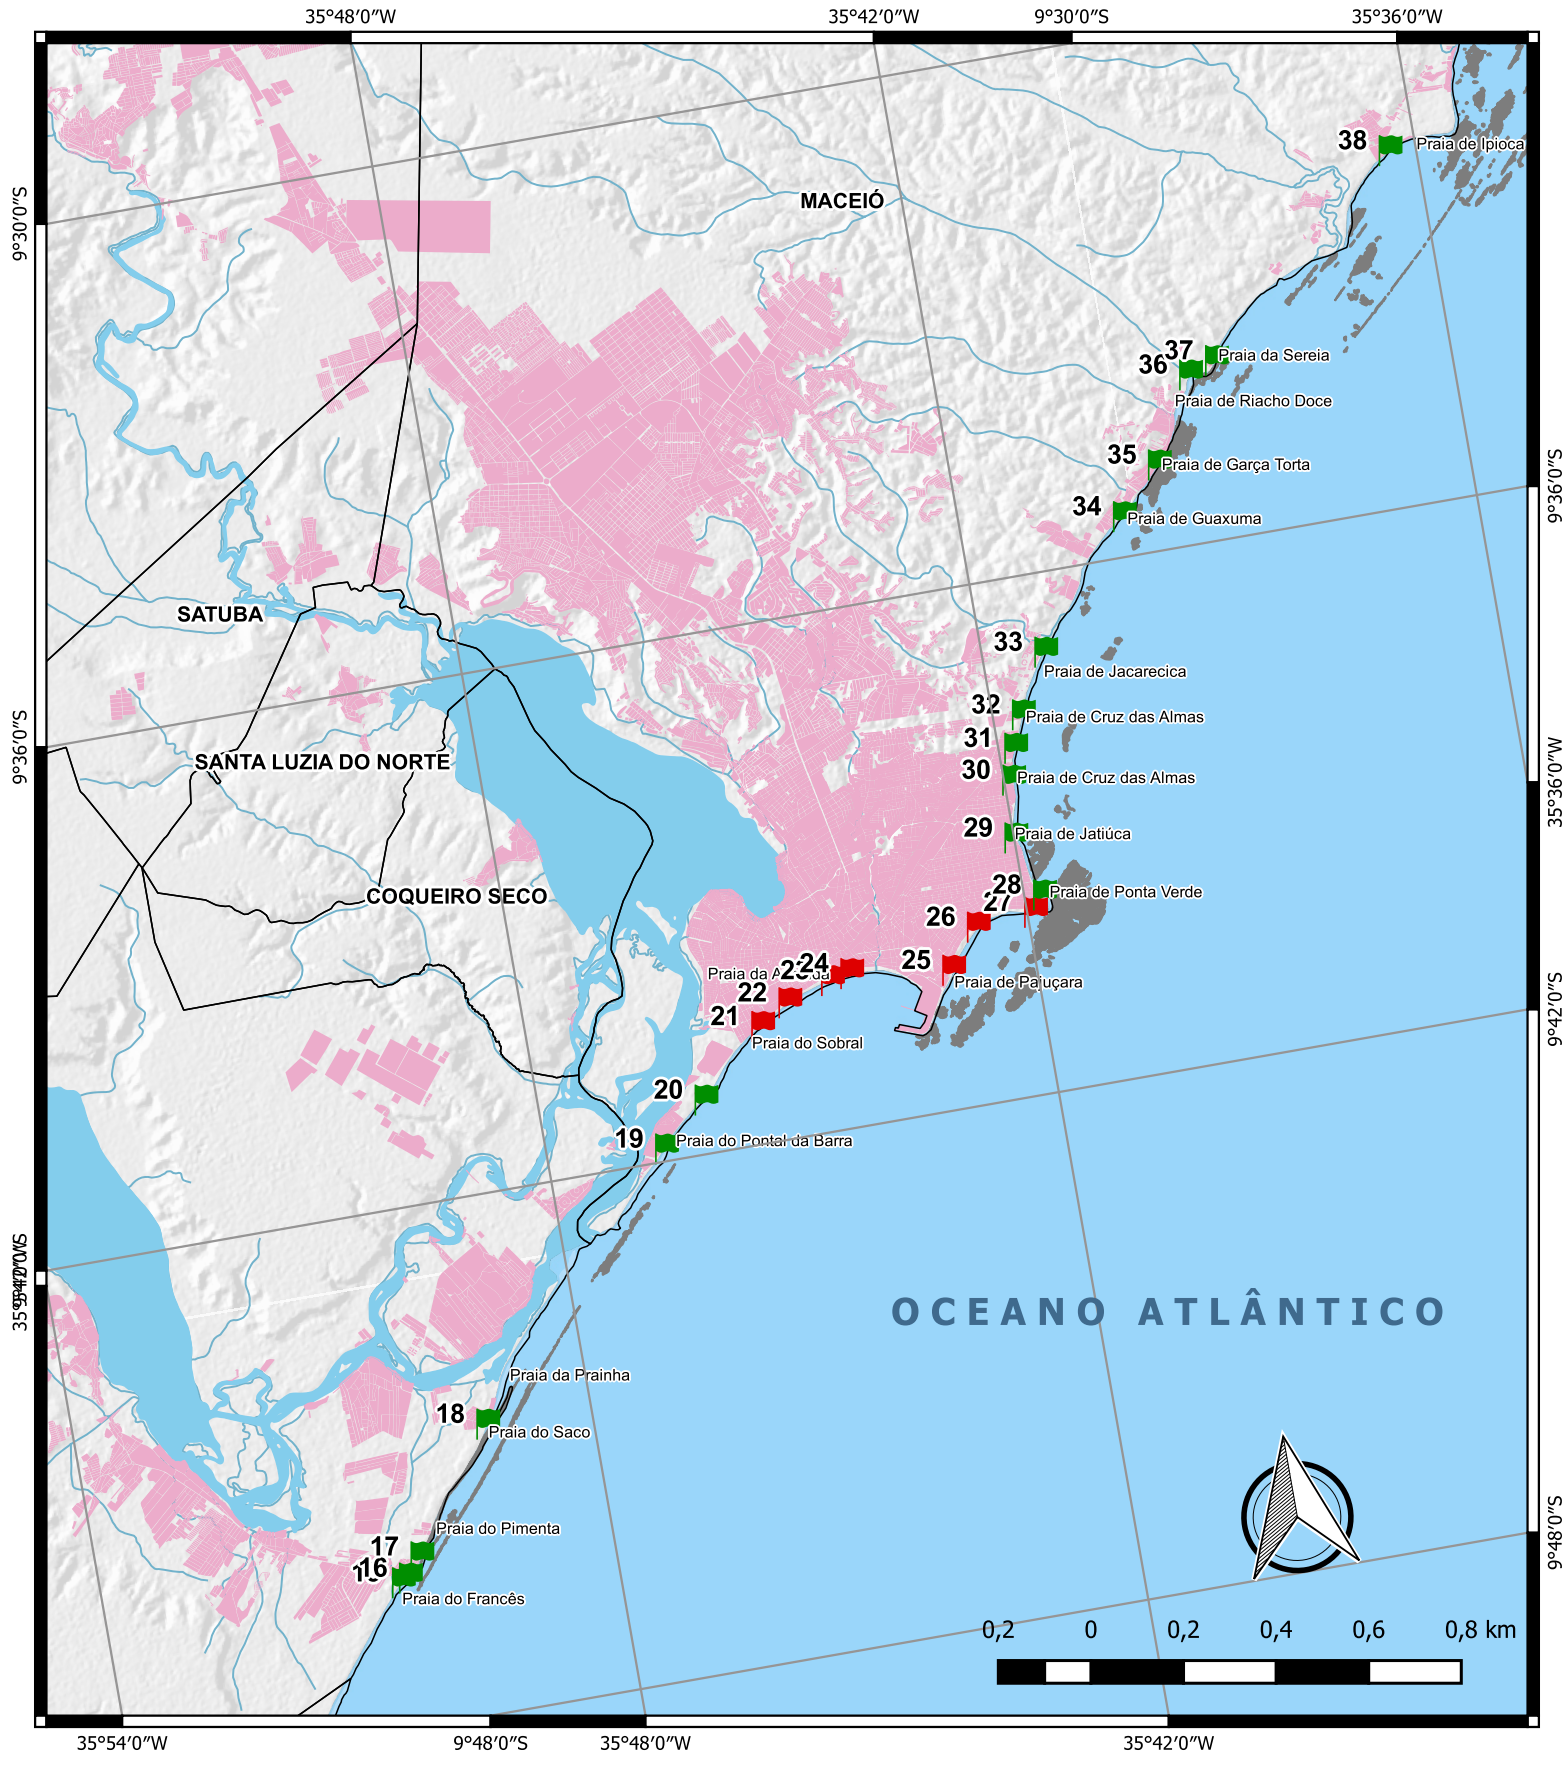 35°48′0″W
35°42′0″W
9°30′0″S
35°36′0″W
38
Praia de Ipioca
MACEIÓ
9°30′0″S
37
Praia da Sereia
36
Praia de Riacho Doce
35
Praia de Garça Torta
9°36′0″S
34
Praia de Guaxuma
SATUBA
33
Praia de Jacarecica
32
Praia de Cruz das Almas
31
9°36′0″S
SANTA LUZIA DO NORTE
30
Praia de Cruz das Almas
35°36′0″W
29
Praia de Jatiúca
28
Praia de Ponta Verde
COQUEIRO SECO
27
26
25
24
23
Praia da
22
Praia de Pajuçara
9°42′0″S
21
Praia do Sobral
20
19
Praia do Pontal da Barra
OCEANO ATLÂNTICO
Praia da Prainha
18
Praia do Saco
Praia do Pimenta
17
16
Praia do Francês
9°48′0″S
0,2 0 0,2 0,4 0,6 0,8 km
35°54′0″W
9°48′0″S
35°48′0″W
35°42′0″W